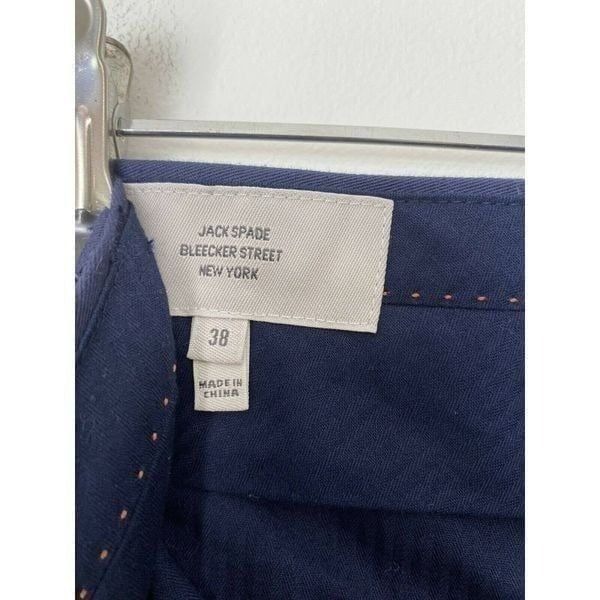 JACK SPADE
BLEECKER STREET
NEW YORK
38
MADE IN
CHINA